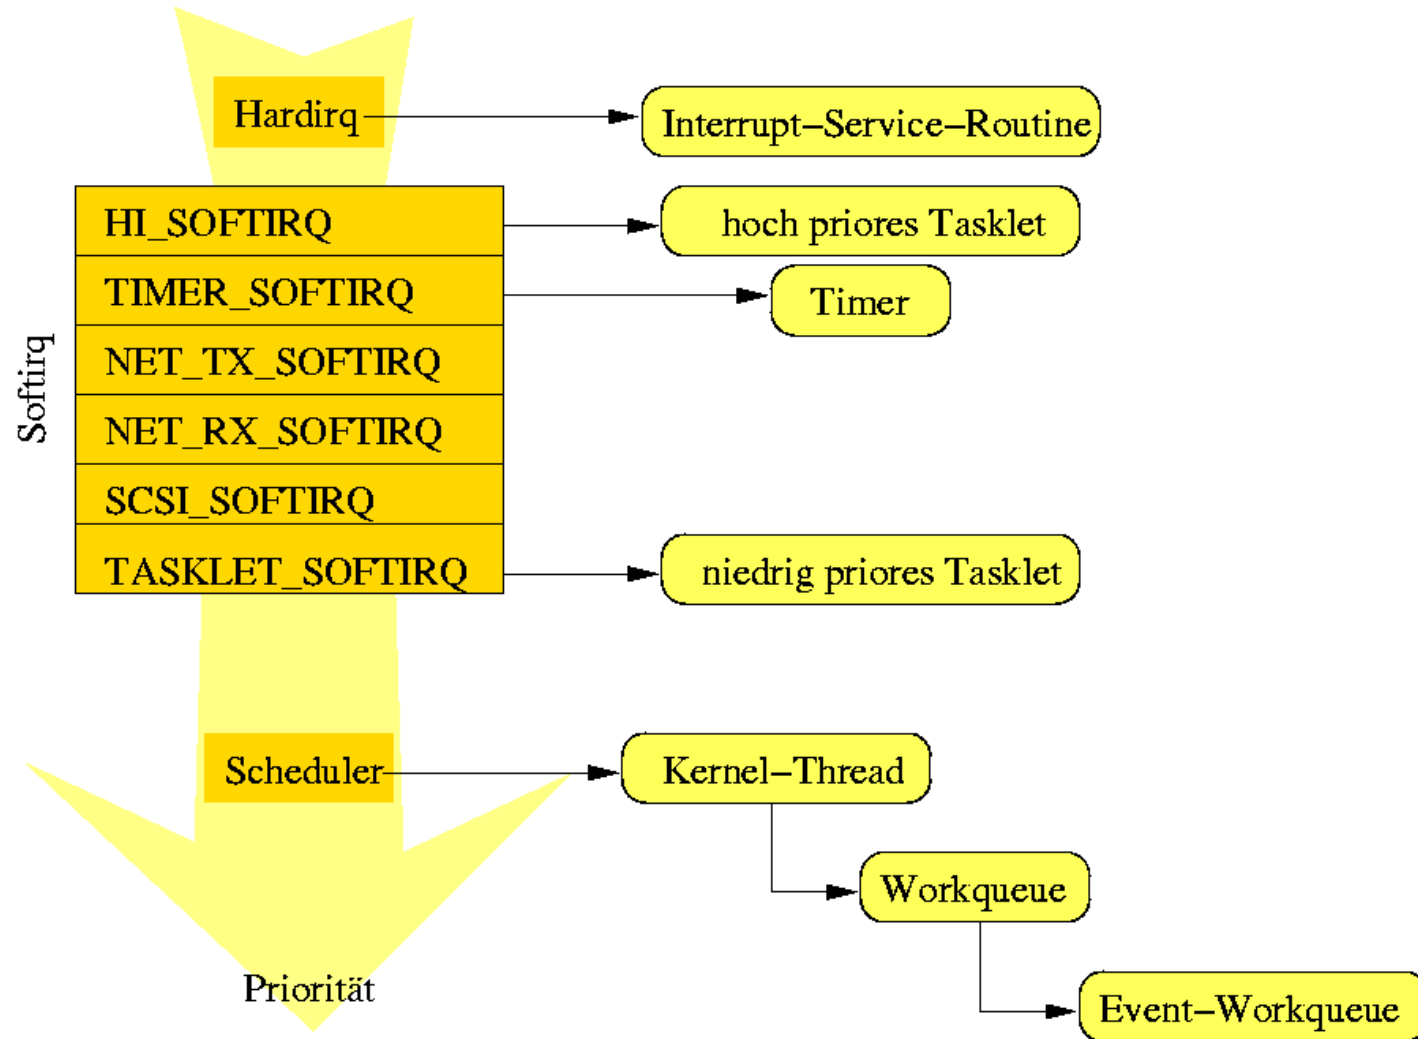 Hardirq
Interrupt–Service–Routine
Softirq
HI_SOFTIRQ
hoch priores Tasklet
TIMER_SOFTIRQ
Timer
NET_TX_SOFTIRQ
NET_RX_SOFTIRQ
SCSI_SOFTIRQ
TASKLET_SOFTIRQ
niedrig priores Tasklet
Scheduler
Kernel–Thread
Workqueue
Priorität
Event–Workqueue